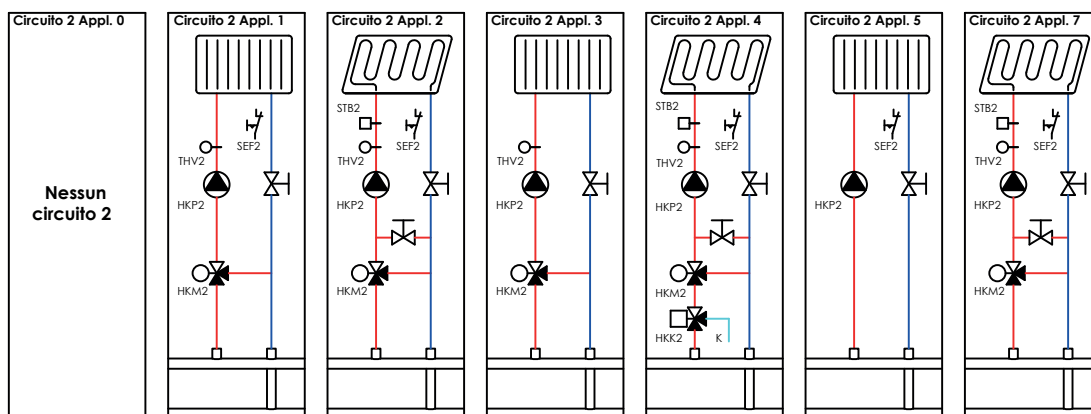 Circuito 2 Appl. 0
Nessun
circuito 2
Circuito 2 Appl. 1
SEF2
THV2
HKP2
HKM2
Circuito 2 Appl. 2
STB2
SEF2
THV2
HKP2
HKM2
Circuito 2 Appl. 3
THV2
HKP2
HKM2
Circuito 2 Appl. 4
STB2
SEF2
THV2
HKP2
HKM2
HKK2
K
Circuito 2 Appl. 5
SEF2
HKP2
Circuito 2 Appl. 7
STB2
SEF2
THV2
HKP2
HKM2